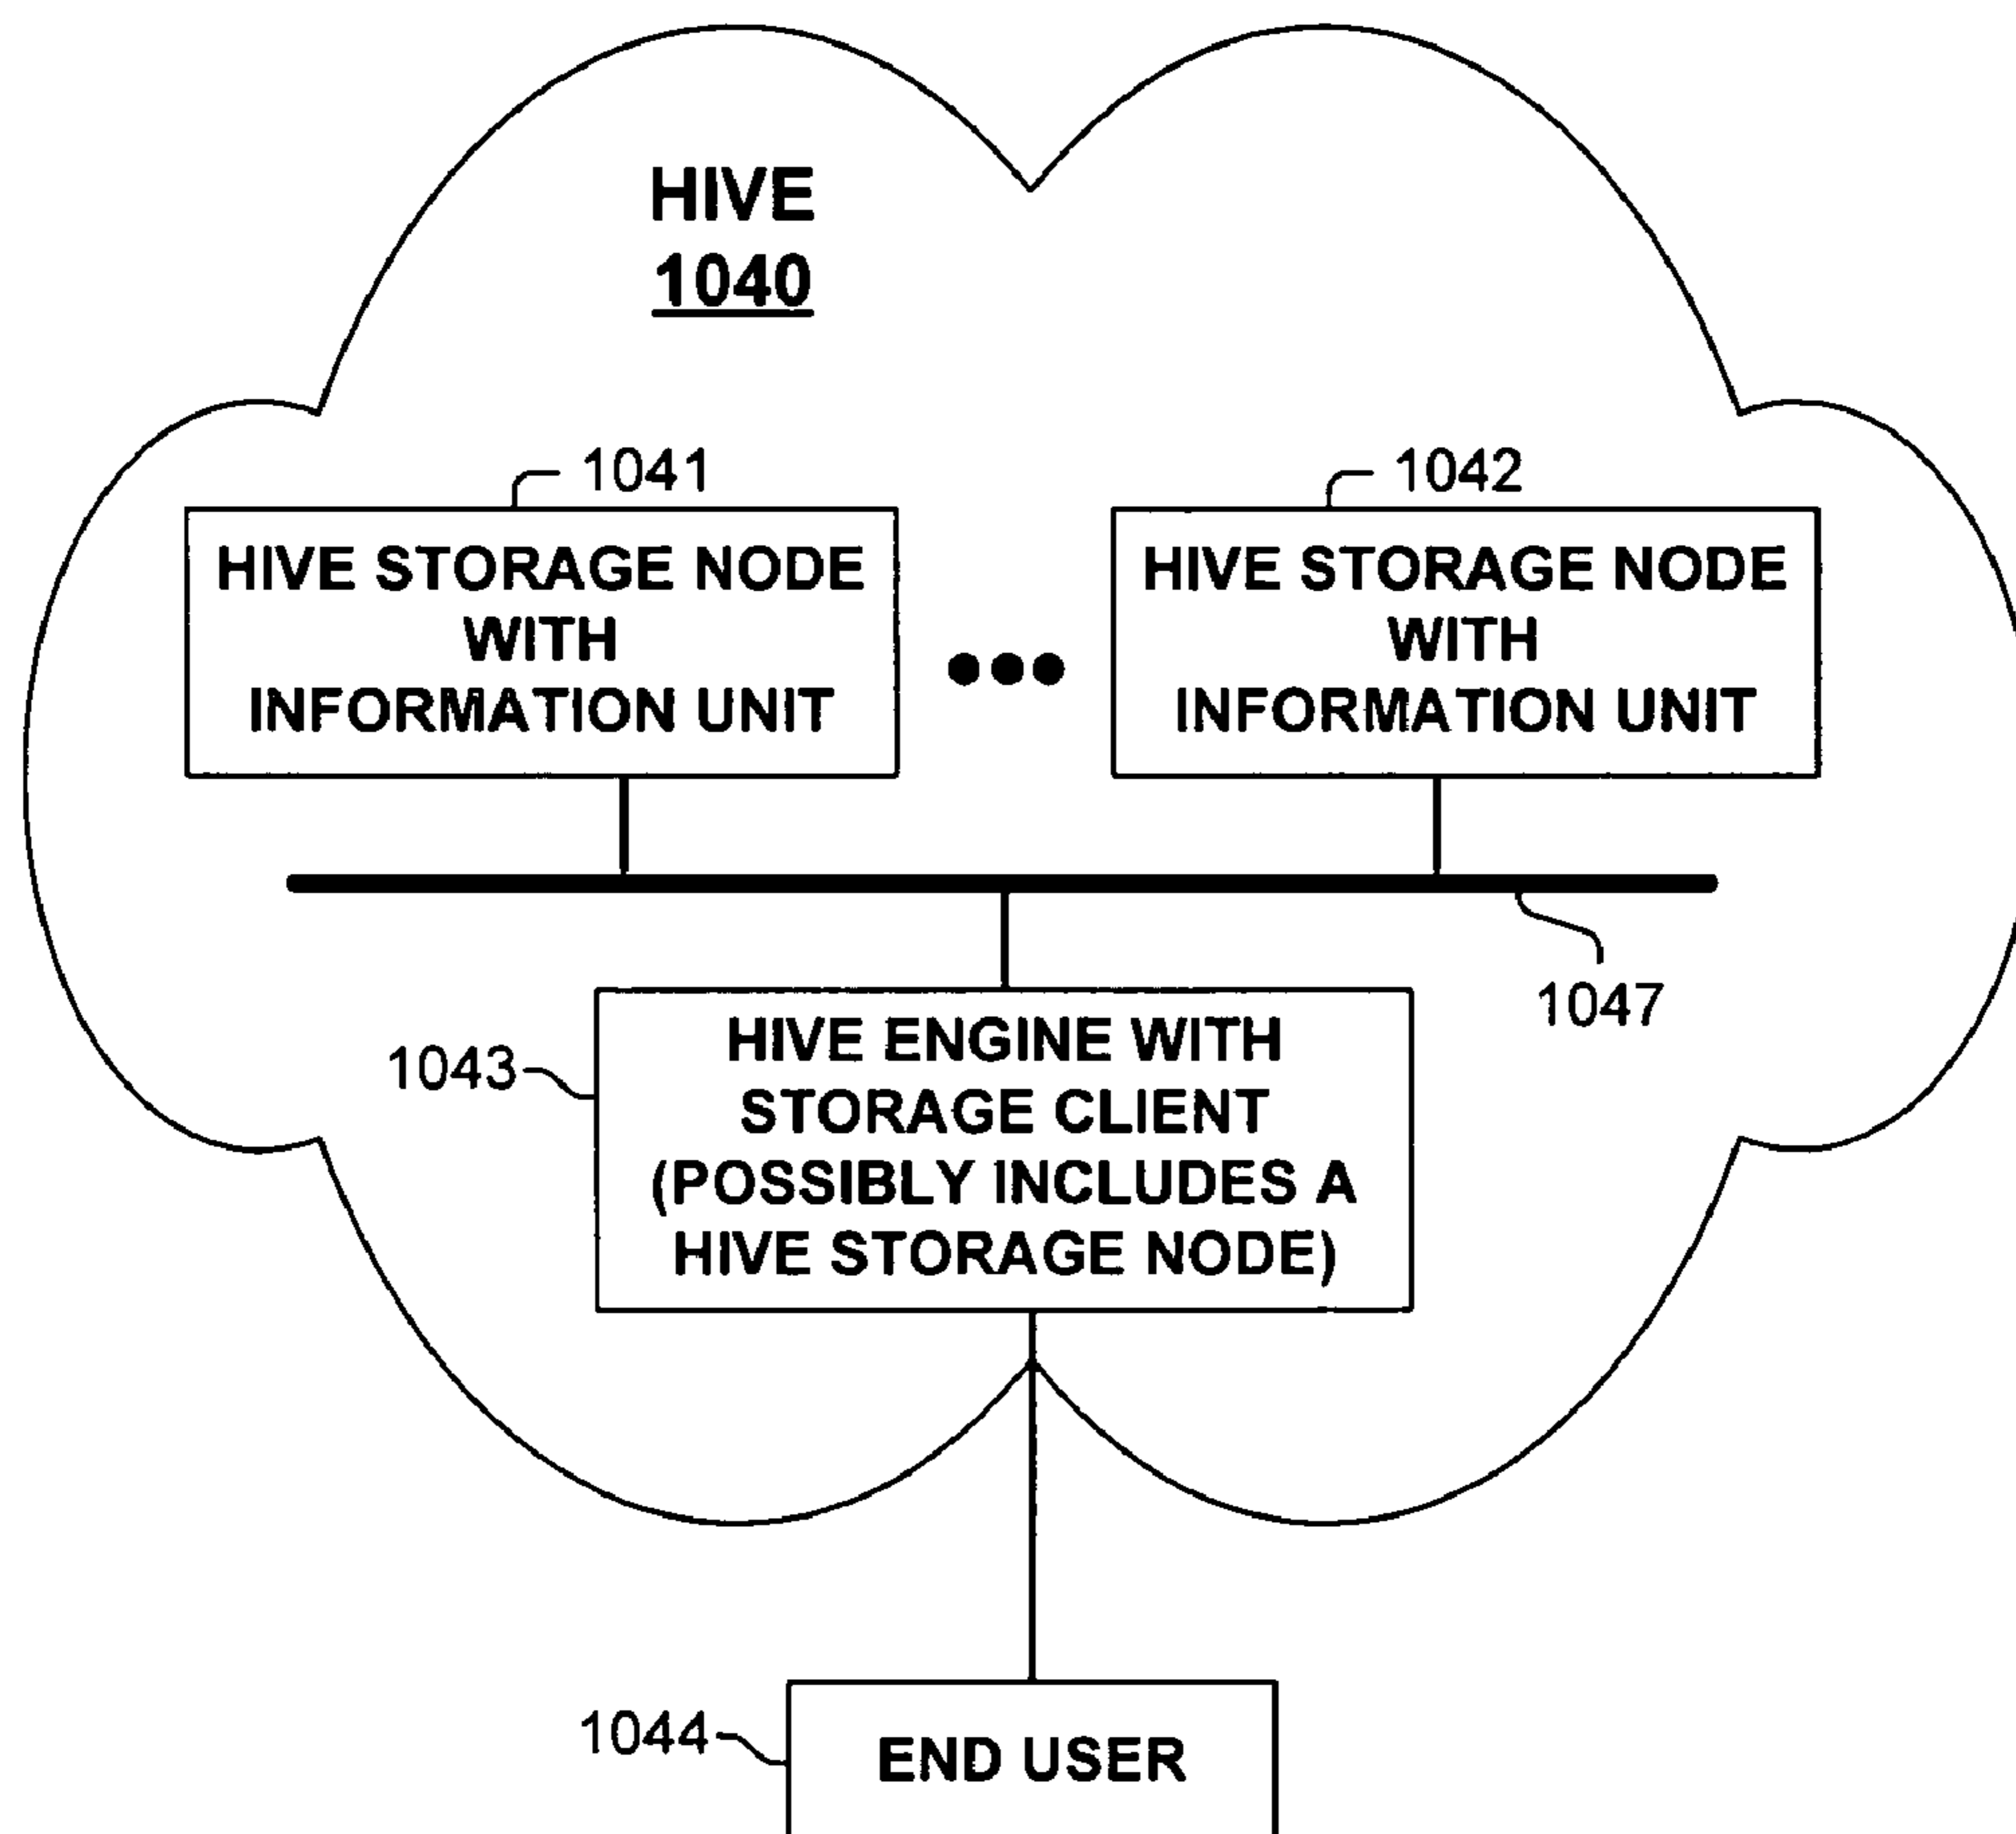 HIVE
1040
1041
HIVE STORAGE NODE
WITH
INFORMATION UNIT
1042
HIVE STORAGE NODE
WITH
INFORMATION UNIT
1047
1043
HIVE ENGINE WITH
STORAGE CLIENT
(POSSIBLY INCLUDES A
HIVE STORAGE NODE)
1044
END USER